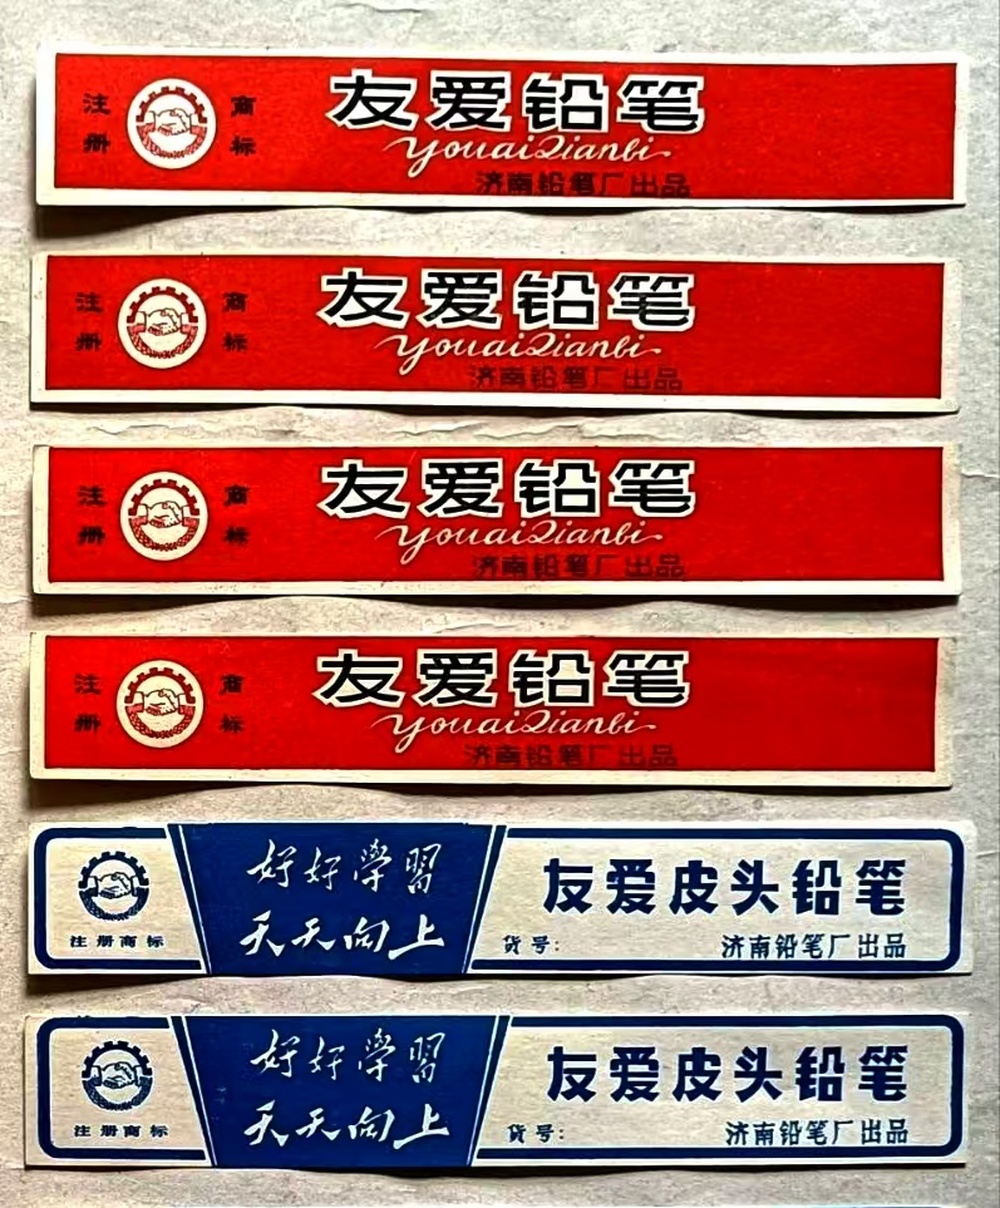 友爱铅笔
注 商
youaiQianbi
册 标
济南铅笔厂出品
友爱铅笔
注 商
youaiQianbi
册 标
济南铅笔厂出品
友爱铅笔
注 商
youaiQianbi
册 标
济南铅笔厂出品
友爱铅笔
注 商
youaiQianbi
册 标
济南铅笔厂出品
注册商标
好好學習
天天向上
友爱皮头铅笔
货号:
济南铅笔厂出品
注册商标
好好學習
天天向上
友爱皮头铅笔
货号:
济南铅笔厂出品